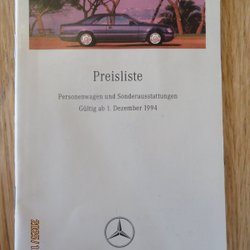 Preisliste
Personenwagen und Sonderausstattungen
Gültig ab 1. Dezember 1994